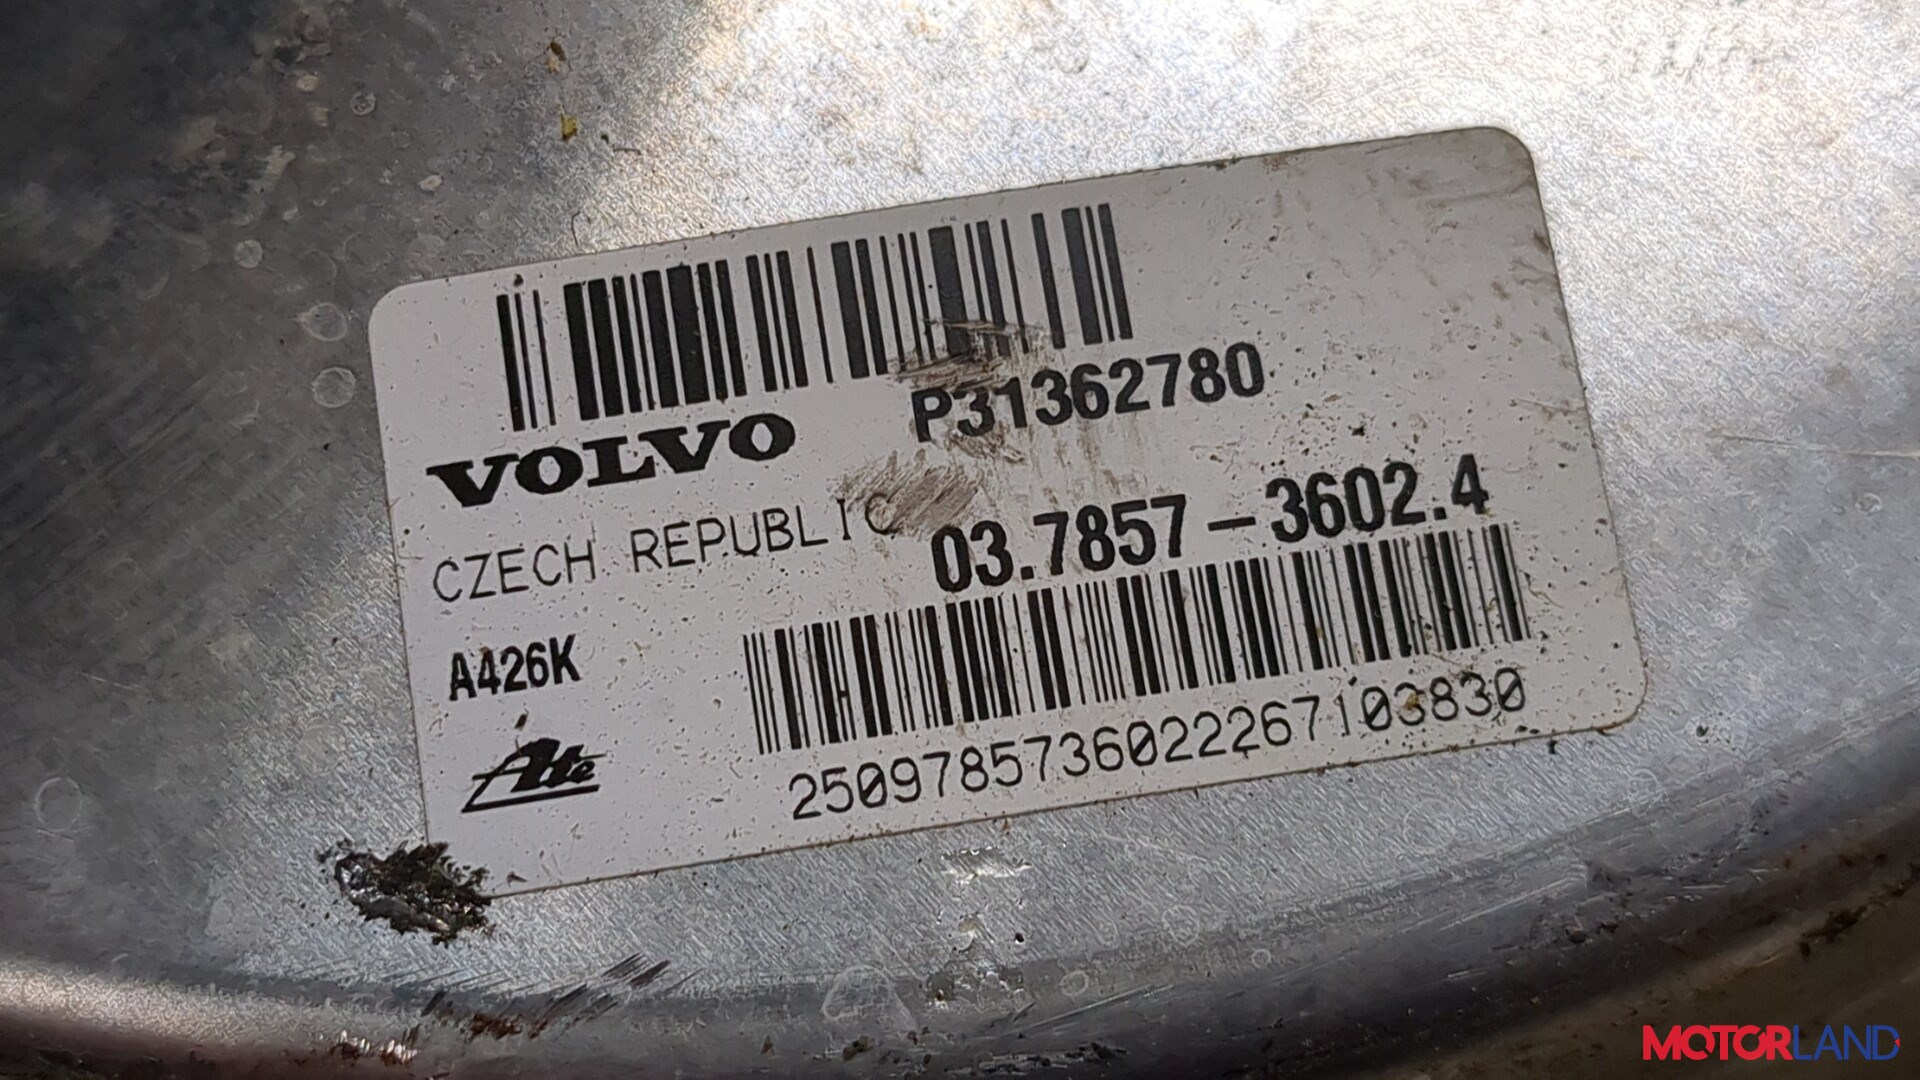 VOLVO P31362780
CZECH REPUBLIC 03.7857-3602.4
A426K
Ate
2509785736022267103830
MOTORLAND